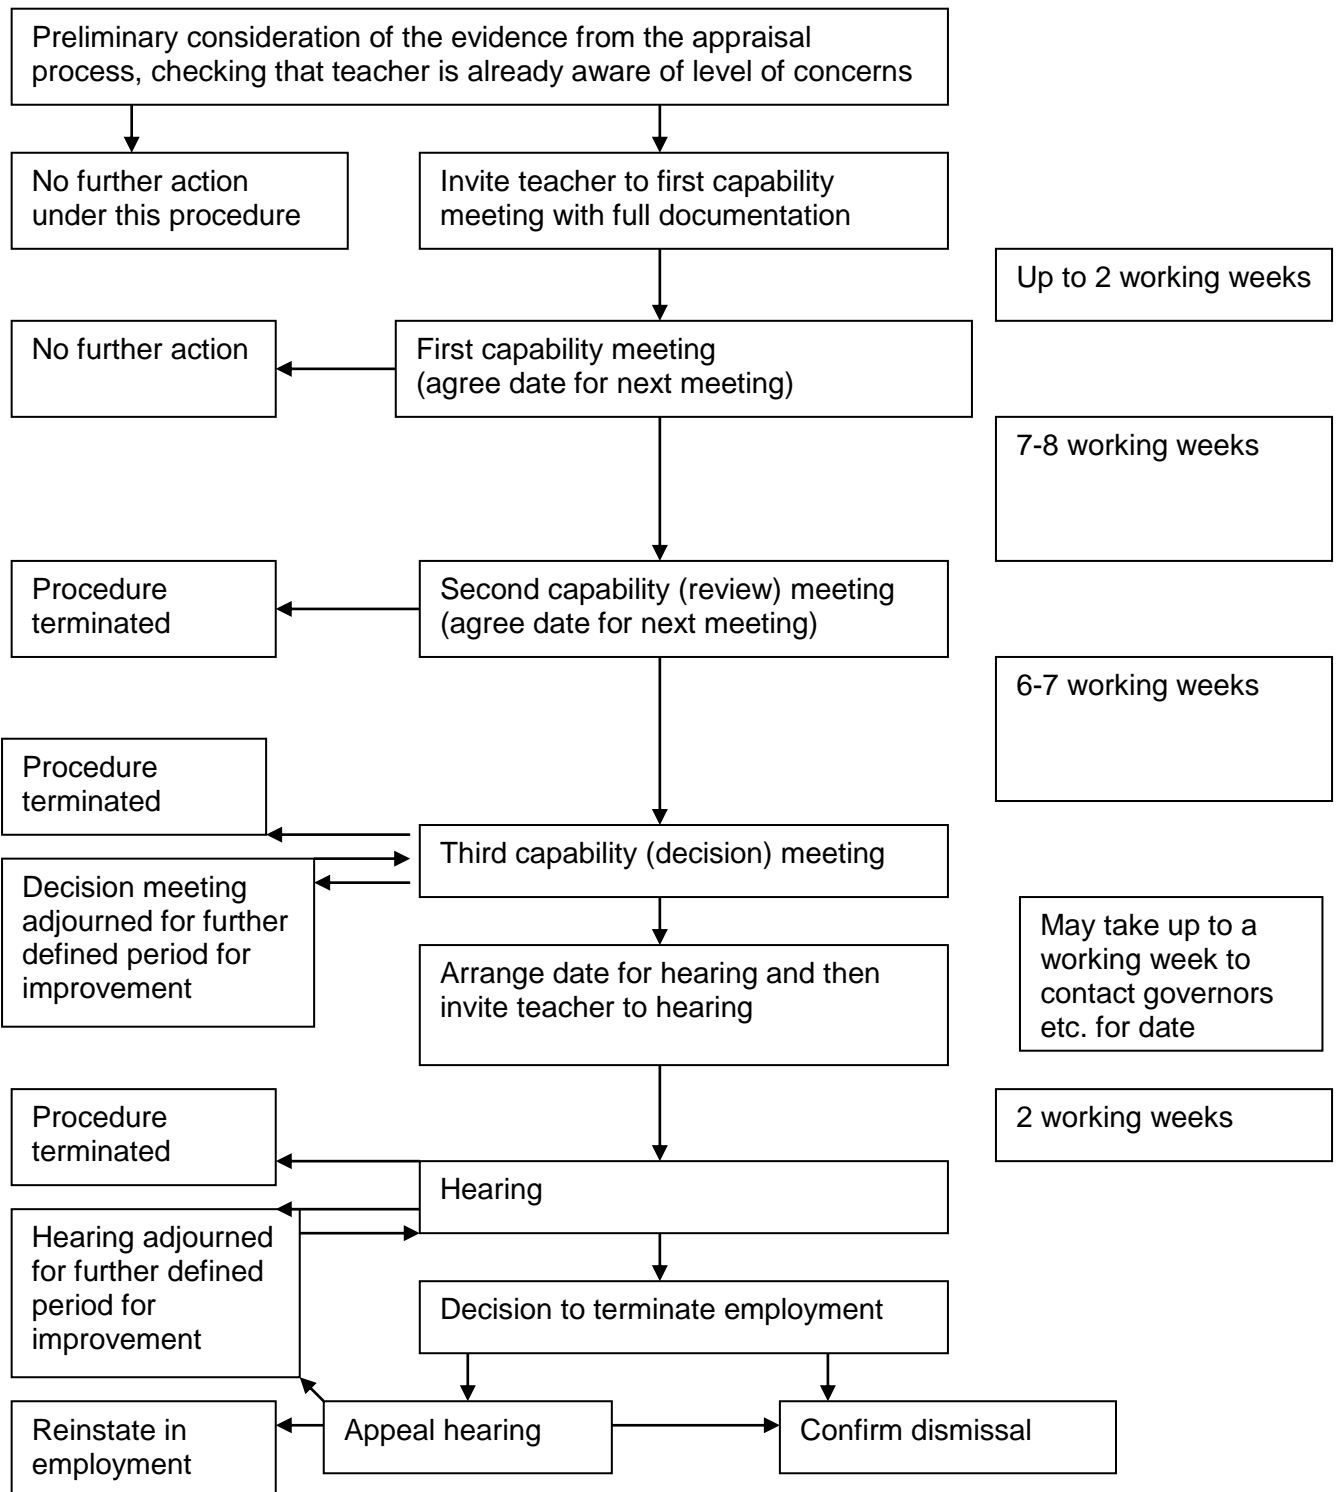 Preliminary consideration of the evidence from the appraisal
process, checking that teacher is already aware of level of concerns
No further action
under this procedure
Invite teacher to first capability
meeting with full documentation
Up to 2 working weeks
No further action
First capability meeting
(agree date for next meeting)
7-8 working weeks
Procedure
terminated
Second capability (review) meeting
(agree date for next meeting)
6-7 working weeks
Procedure
terminated
Third capability (decision) meeting
Decision meeting
adjourned for further
defined period for
improvement
May take up to a
working week to
contact governors
etc. for date
Arrange date for hearing and then
invite teacher to hearing
Procedure
terminated
2 working weeks
Hearing
Hearing adjourned
for further defined
period for
improvement
Decision to terminate employment
Reinstate in
employment
Appeal hearing
Confirm dismissal